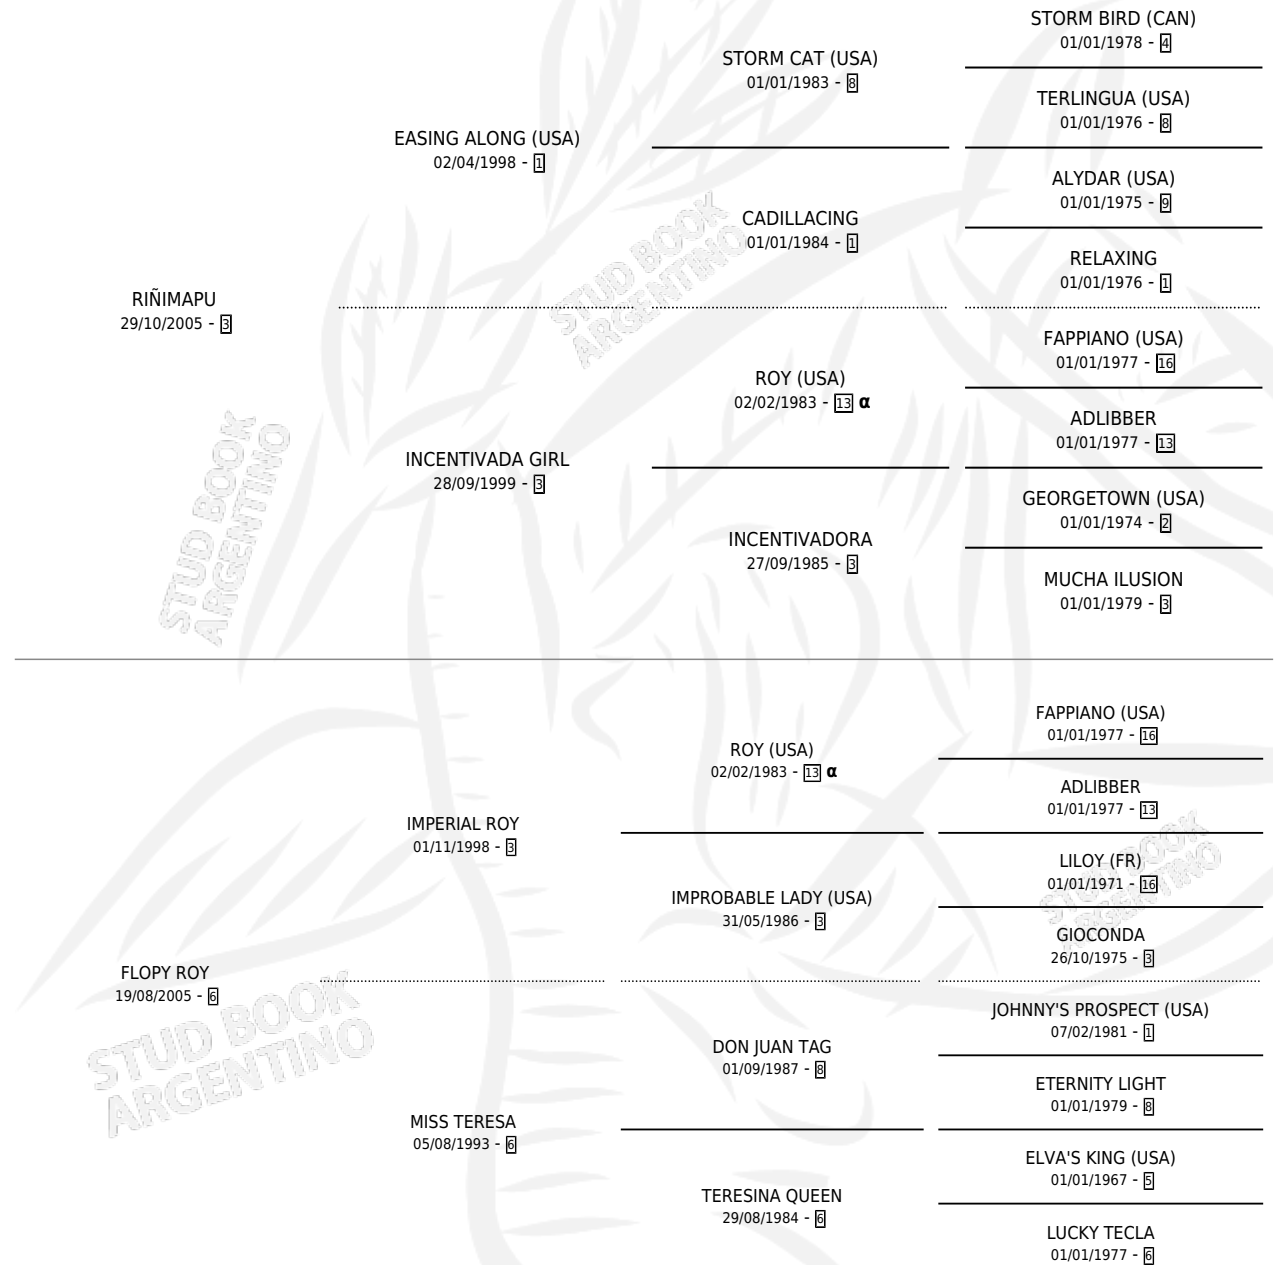 STORM BIRD (CAN)
01/01/1978 - 4
STORM CAT (USA)
01/01/1983 - 8
TERLINGUA (USA)
01/01/1976 - 8
EASING ALONG (USA)
02/04/1998 - 1
ALYDAR (USA)
01/01/1975 - 9
CADILLACING
01/01/1984 - 1
RELAXING
01/01/1976 - 1
RIÑIMAPU
29/10/2005 - 3
FAPPIANO (USA)
01/01/1977 - 16
ROY (USA)
02/02/1983 - 13 α
ADLIBBER
01/01/1977 - 13
INCENTIVADA GIRL
28/09/1999 - 3
GEORGETOWN (USA)
01/01/1974 - 2
INCENTIVADORA
27/09/1985 - 3
MUCHA ILUSION
01/01/1979 - 3
STUD BOOK
ARGENTINO
STUD BOOK
ARGENTINO
FAPPIANO (USA)
01/01/1977 - 16
ROY (USA)
02/02/1983 - 13 α
ADLIBBER
01/01/1977 - 13
IMPERIAL ROY
01/11/1998 - 3
LILOY (FR)
01/01/1971 - 16
IMPROBABLE LADY (USA)
31/05/1986 - 3
GIOCONDA
26/10/1975 - 3
FLOPY ROY
19/08/2005 - 6
JOHNNY'S PROSPECT (USA)
07/02/1981 - 1
DON JUAN TAG
01/09/1987 - 8
ETERNITY LIGHT
01/01/1979 - 8
MISS TERESA
05/08/1993 - 6
ELVA'S KING (USA)
01/01/1967 - 5
TERESINA QUEEN
29/08/1984 - 6
LUCKY TECLA
01/01/1977 - 6
STUD BOOK
ARGENTINO
STUD BOOK
ARGENTINO